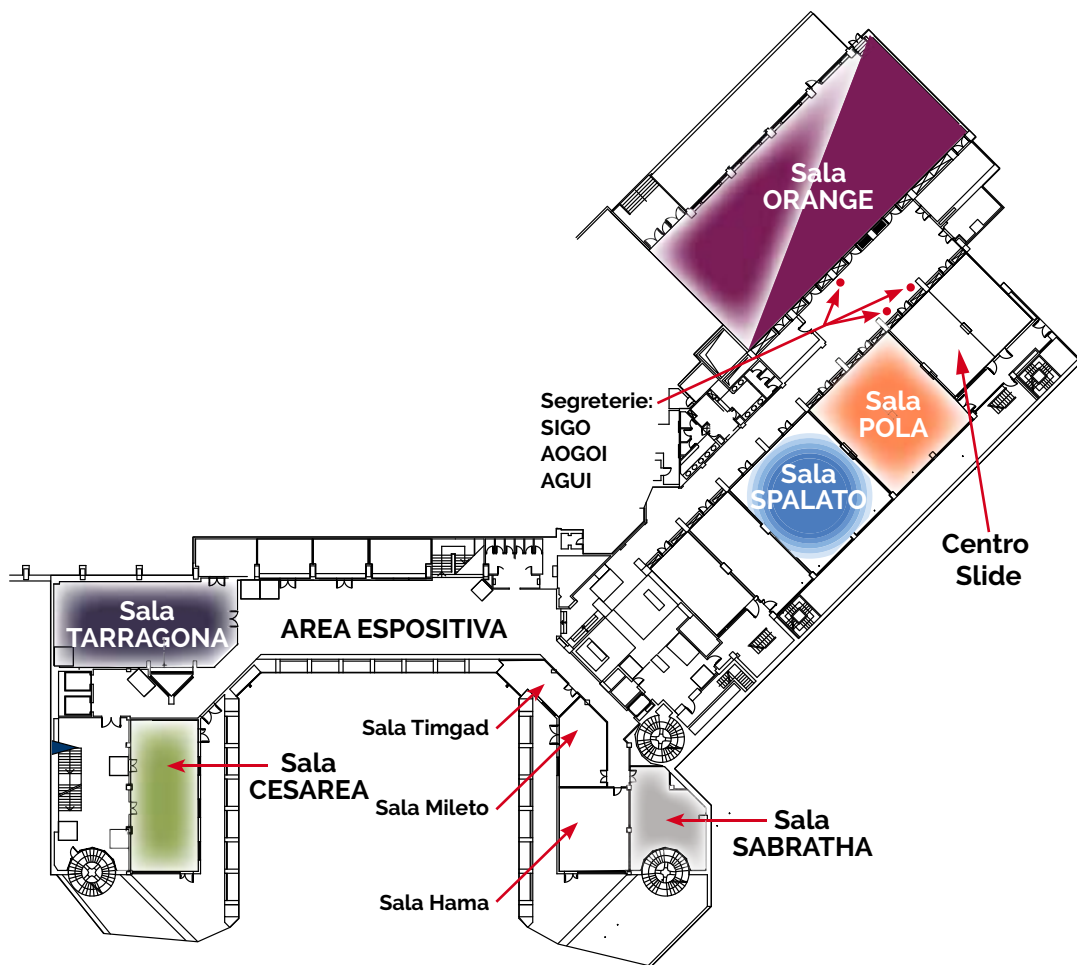 Sala
ORANGE
Segreterie:
SIGO
AOGOI
AGUI
Sala
POLA
Sala
SPALATO
Centro
Slide
Sala
TARRAGONA
AREA ESPOSITIVA
Sala Timgad
Sala
CESAREA
Sala Mileto
Sala
SABRATHA
Sala Hama